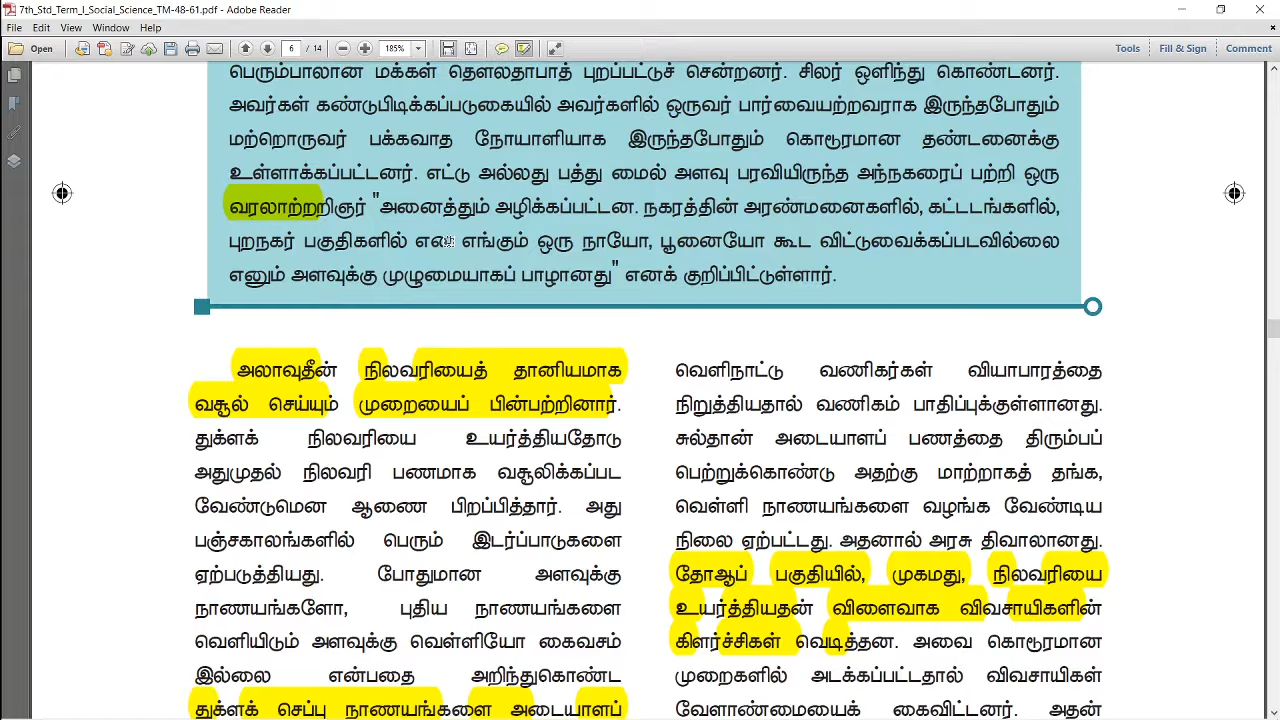 7th_Std_Term_I_Social_Science_TM-48-61.pdf - Adobe Reader
File Edit View Window Help
Open 6 / 14 185% Tools Fill & Sign Comment
பெரும்பாலான மக்கள் தௌலதாபாத் புறப்பட்டுச் சென்றனர். சிலர் ஒளிந்து கொண்டனர்.
அவர்கள் கண்டுபிடிக்கப்படுகையில் அவர்களில் ஒருவர் பார்வையற்றவராக இருந்தபோதும்
மற்றொருவர் பக்கவாத நோயாளியாக இருந்தபோதும் கொடூரமான தண்டனைக்கு
உள்ளாக்கப்பட்டனர். எட்டு அல்லது பத்து மைல் அளவு பரவியிருந்த அந்நகரைப் பற்றி ஒரு
வரலாற்றறிஞர் "அனைத்தும் அழிக்கப்பட்டன. நகரத்தின் அரண்மனைகளில், கட்டடங்களில்,
புறநகர் பகுதிகளில் என எங்கும் ஒரு நாயோ, பூனையோ கூட விட்டுவைக்கப்படவில்லை
எனும் அளவுக்கு முழுமையாகப் பாழானது" எனக் குறிப்பிட்டுள்ளார்.
அலாவுதீன் நிலவரியைத் தானியமாக
வசூல் செய்யும் முறையைப் பின்பற்றினார்.
துக்ளக் நிலவரியை உயர்த்தியதோடு
அதுமுதல் நிலவரி பணமாக வசூலிக்கப்பட
வேண்டுமென ஆணை பிறப்பித்தார். அது
பஞ்சகாலங்களில் பெரும் இடர்ப்பாடுகளை
ஏற்படுத்தியது. போதுமான அளவுக்கு
நாணயங்களோ, புதிய நாணயங்களை
வெளியிடும் அளவுக்கு வெள்ளியோ கைவசம்
இல்லை என்பதை அறிந்துகொண்ட
துக்ளக் செப்பு நாணயங்களை அடையாளப்
வெளிநாட்டு வணிகர்கள் வியாபாரத்தை
நிறுத்தியதால் வணிகம் பாதிப்புக்குள்ளானது.
சுல்தான் அடையாளப் பணத்தை திரும்பப்
பெற்றுக்கொண்டு அதற்கு மாற்றாகத் தங்க,
வெள்ளி நாணயங்களை வழங்க வேண்டிய
நிலை ஏற்பட்டது. அதனால் அரசு திவாலானது.
தோஆப் பகுதியில், முகமது, நிலவரியை
உயர்த்தியதன் விளைவாக விவசாயிகளின்
கிளர்ச்சிகள் வெடித்தன. அவை கொடூரமான
முறைகளில் அடக்கப்பட்டதால் விவசாயிகள்
வேளாண்மையைக் கைவிட்டனர். அதன்